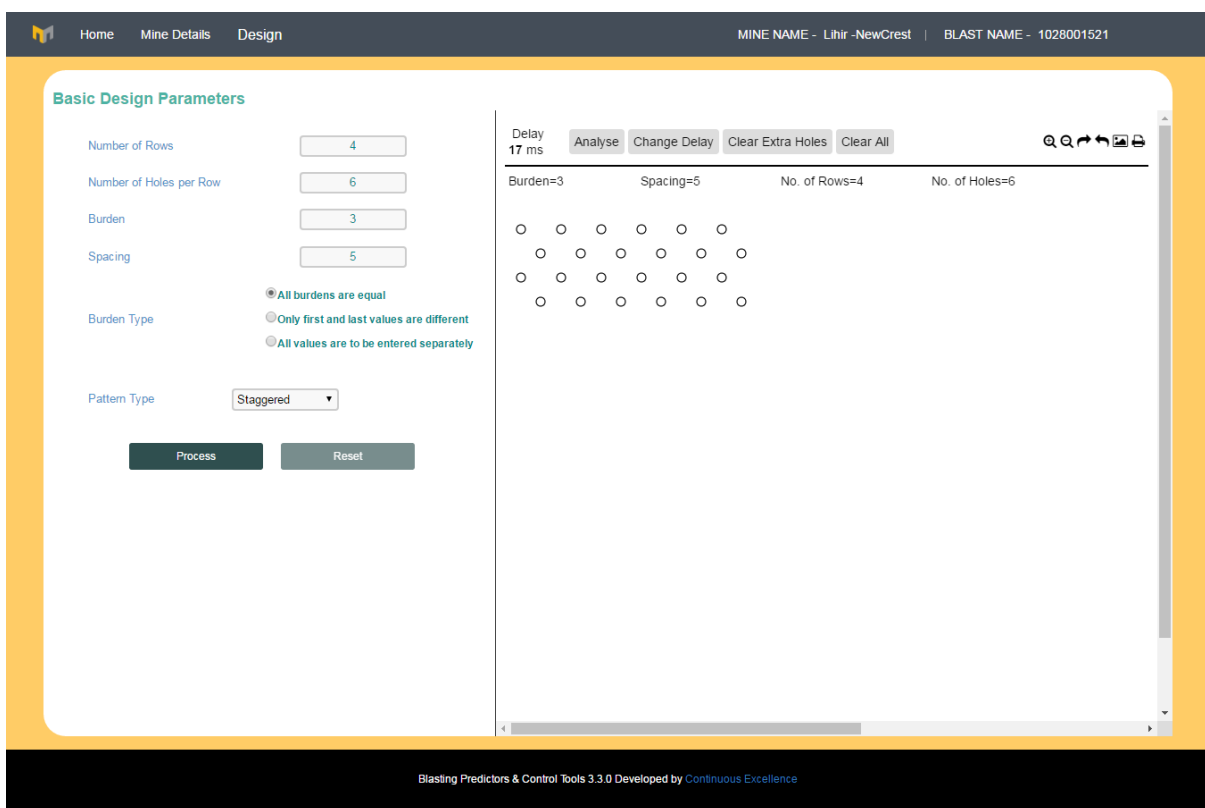 Home Mine Details Design MINE NAME - Lihir -NewCrest | BLAST NAME - 1028001521
Basic Design Parameters
Number of Rows 4
Number of Holes per Row 6
Burden 3
Spacing 5
Burden Type
All burdens are equal
Only first and last values are different
All values are to be entered separately
Pattern Type Staggered
Process Reset
Delay
17 ms
Analyse Change Delay Clear Extra Holes Clear All
Burden=3 Spacing=5 No. of Rows=4 No. of Holes=6
Blasting Predictors & Control Tools 3.3.0 Developed by Continuous Excellence